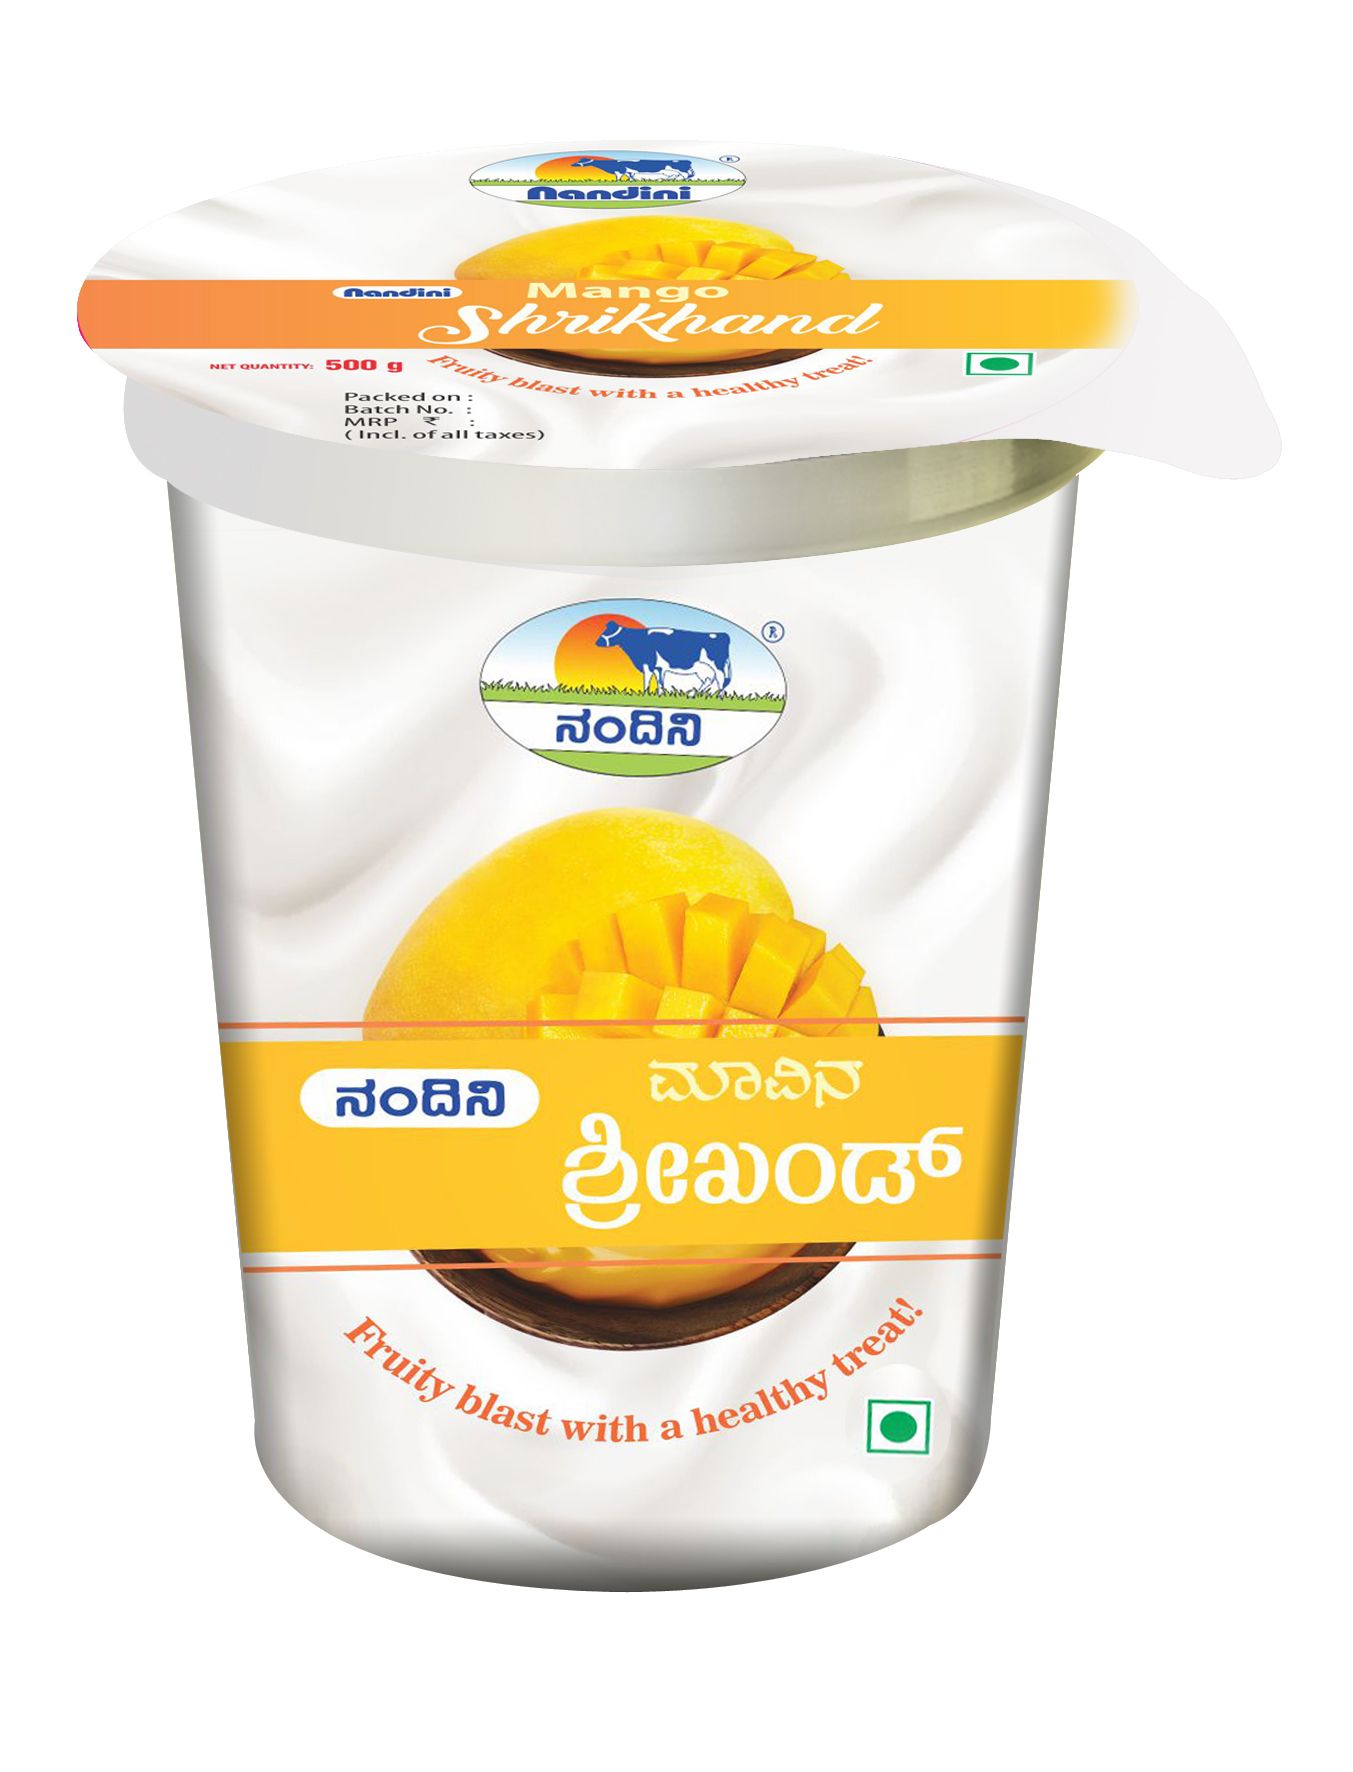 Nandini
®
Nandini
Mango
Shrikhand
NET QUANTITY: 500 g
Fruity blast with a healthy treat!
Packed on :
Batch No. :
MRP ₹ :
( Incl. of all taxes)
®
ನಂದಿನಿ
ನಂದಿನಿ
ಮಾವಿನ
ಶ್ರೀಖಂಡ್
Fruity blast with a healthy treat!